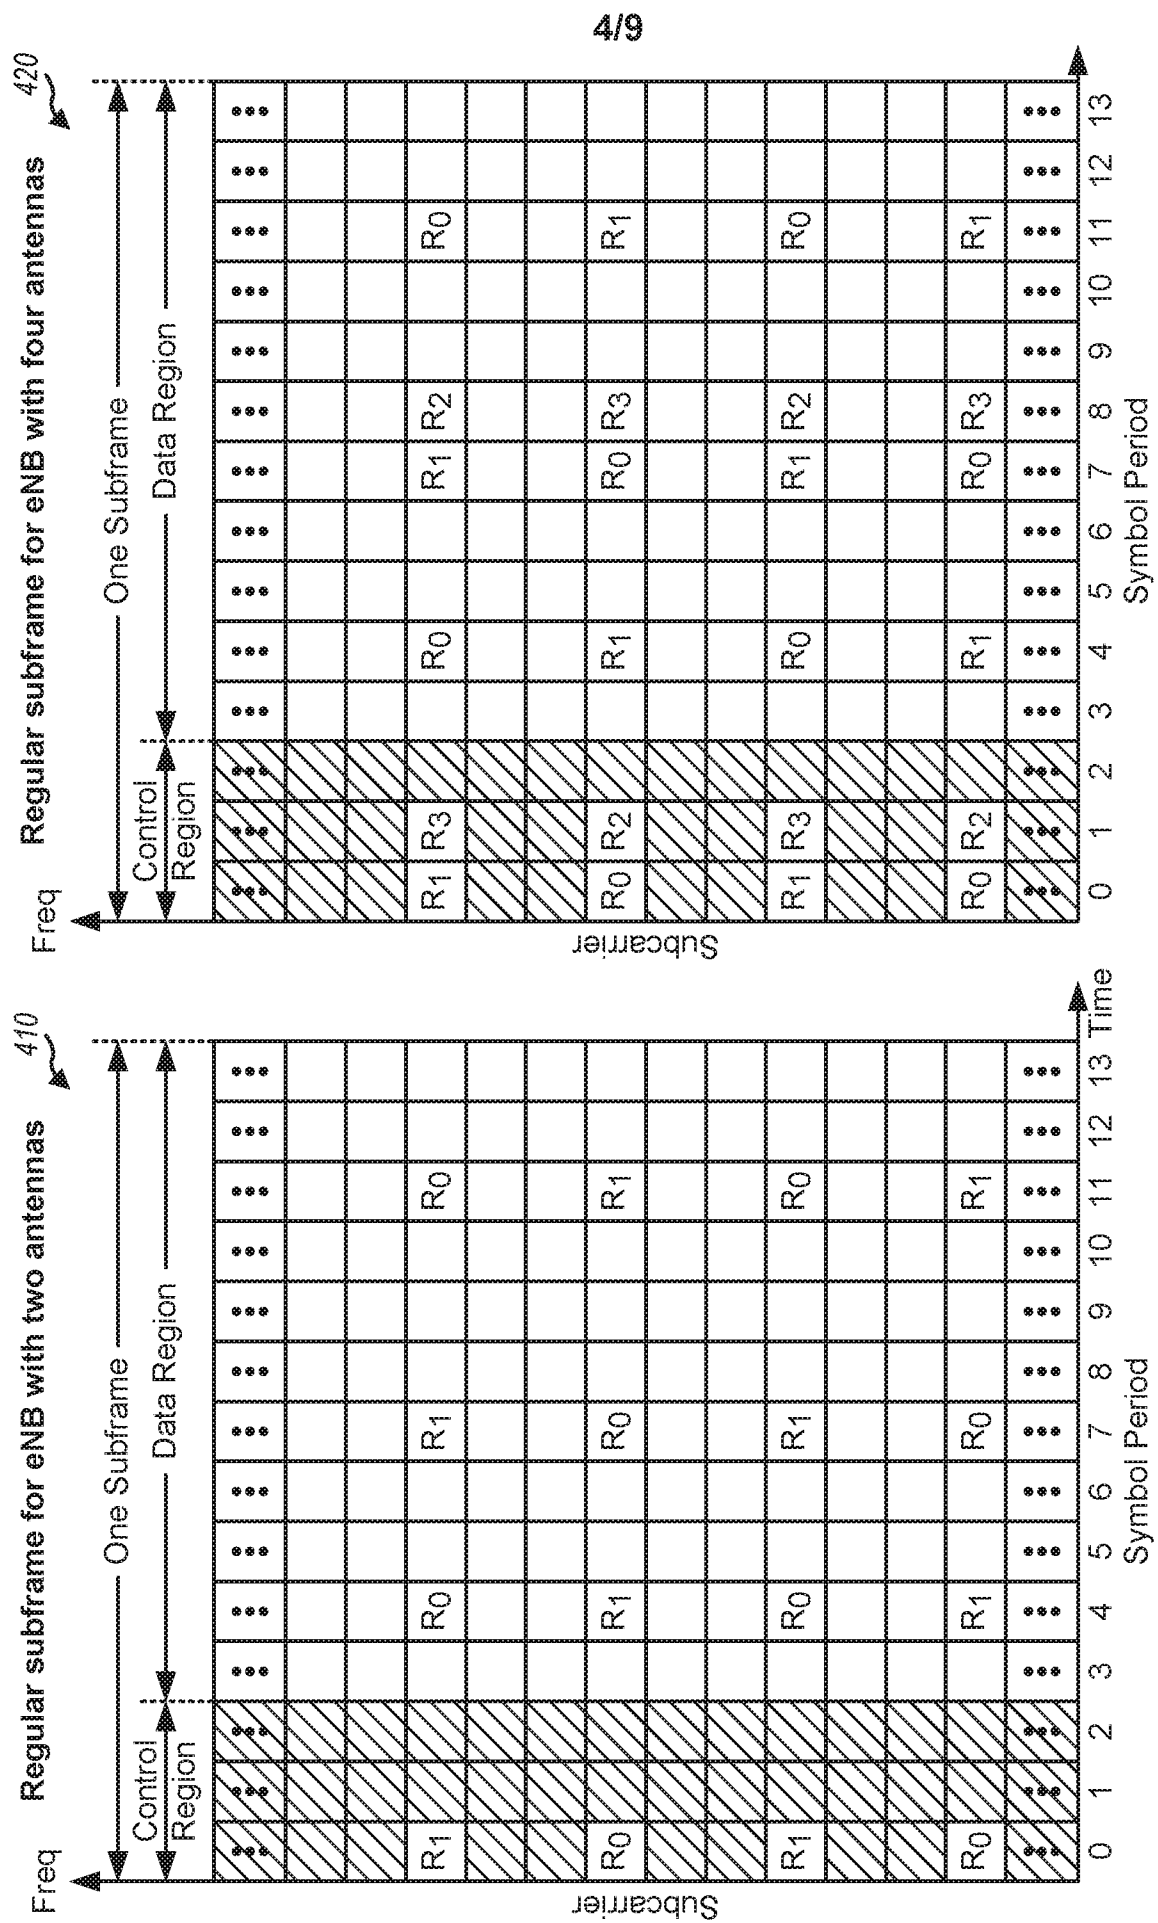 4/9
Regular subframe for eNB with two antennas
410
Freq
One Subframe
Control
Region
Data Region
••• ••• ••• ••• ••• ••• ••• ••• ••• ••• ••• ••• ••• •••
R1 R0 R1 R0
R0 R1 R0 R1
R1 R0 R1 R0
R0 R1 R0 R1
••• ••• ••• ••• ••• ••• ••• ••• ••• ••• ••• ••• ••• •••
0 1 2 3 4 5 6 7 8 9 10 11 12 13 Time
Symbol Period
Subcarrier
Regular subframe for eNB with four antennas
420
Freq
One Subframe
Control
Region
Data Region
••• ••• ••• ••• ••• ••• ••• ••• ••• ••• ••• ••• ••• •••
R1 R3 R0 R1 R2 R0
R0 R2 R1 R0 R3 R1
R1 R3 R0 R1 R2 R0
R0 R2 R1 R0 R3 R1
••• ••• ••• ••• ••• ••• ••• ••• ••• ••• ••• ••• ••• •••
0 1 2 3 4 5 6 7 8 9 10 11 12 13
Symbol Period
Subcarrier